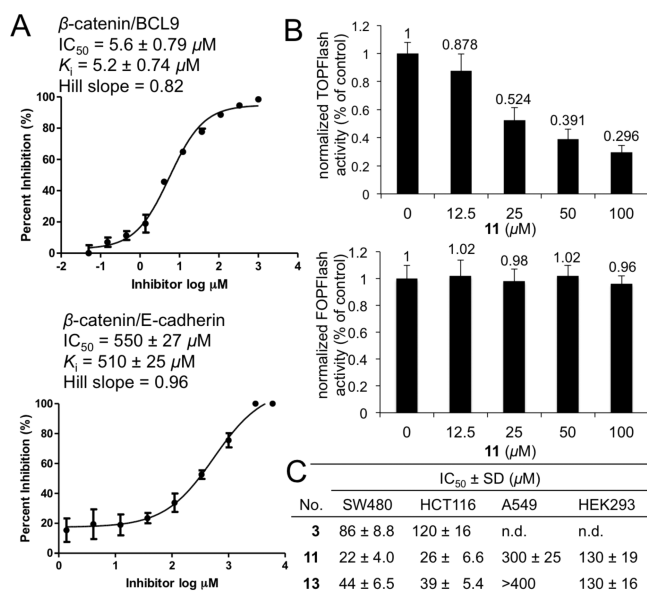 A
β-catenin/BCL9
IC50 = 5.6 ± 0.79 μM
Ki = 5.2 ± 0.74 μM
Hill slope = 0.82
Percent Inhibition (%)
100
80
60
40
20
0
-2 -1 0 1 2 3 4
Inhibitor log μM
β-catenin/E-cadherin
IC50 = 550 ± 27 μM
Ki = 510 ± 25 μM
Hill slope = 0.96
Percent Inhibition (%)
100
80
60
40
20
0
0 1 2 3 4
Inhibitor log μM
B
normalized TOPFlash
activity (% of control)
1.2
1
0.8
0.6
0.4
0.2
0
1 0.878 0.524 0.391 0.296
0 12.5 25 50 100
11 (μM)
normalized FOPFlash
activity (% of control)
1.2
1
0.8
0.6
0.4
0.2
0
1 1.02 0.98 1.02 0.96
0 12.5 25 50 100
11 (μM)
C
IC50 ± SD (μM)
No. SW480 HCT116 A549 HEK293
3 86 ± 8.8 120 ± 16 n.d. n.d.
11 22 ± 4.0 26 ± 6.6 300 ± 25 130 ± 19
13 44 ± 6.5 39 ± 5.4 >400 130 ± 16